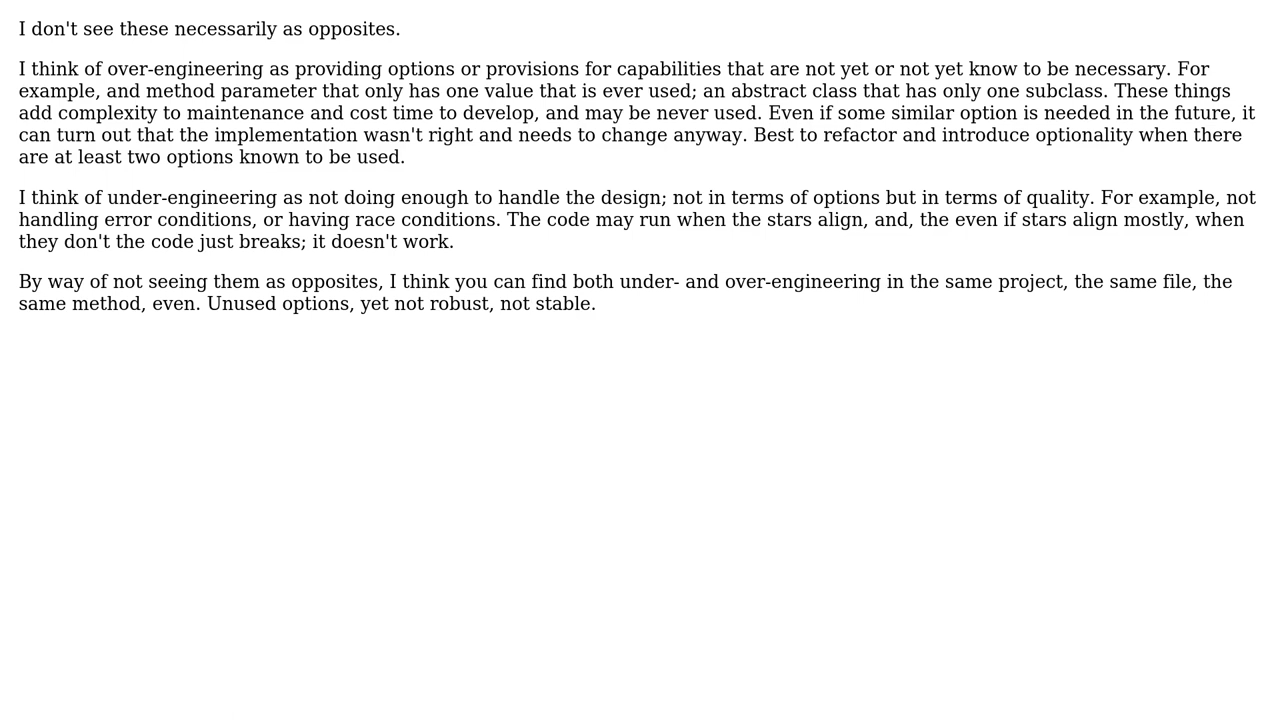 I don't see these necessarily as opposites.
I think of over-engineering as providing options or provisions for capabilities that are not yet or not yet know to be necessary. For
example, and method parameter that only has one value that is ever used; an abstract class that has only one subclass. These things
add complexity to maintenance and cost time to develop, and may be never used. Even if some similar option is needed in the future, it
can turn out that the implementation wasn't right and needs to change anyway. Best to refactor and introduce optionality when there
are at least two options known to be used.
I think of under-engineering as not doing enough to handle the design; not in terms of options but in terms of quality. For example, not
handling error conditions, or having race conditions. The code may run when the stars align, and, the even if stars align mostly, when
they don't the code just breaks; it doesn't work.
By way of not seeing them as opposites, I think you can find both under- and over-engineering in the same project, the same file, the
same method, even. Unused options, yet not robust, not stable.